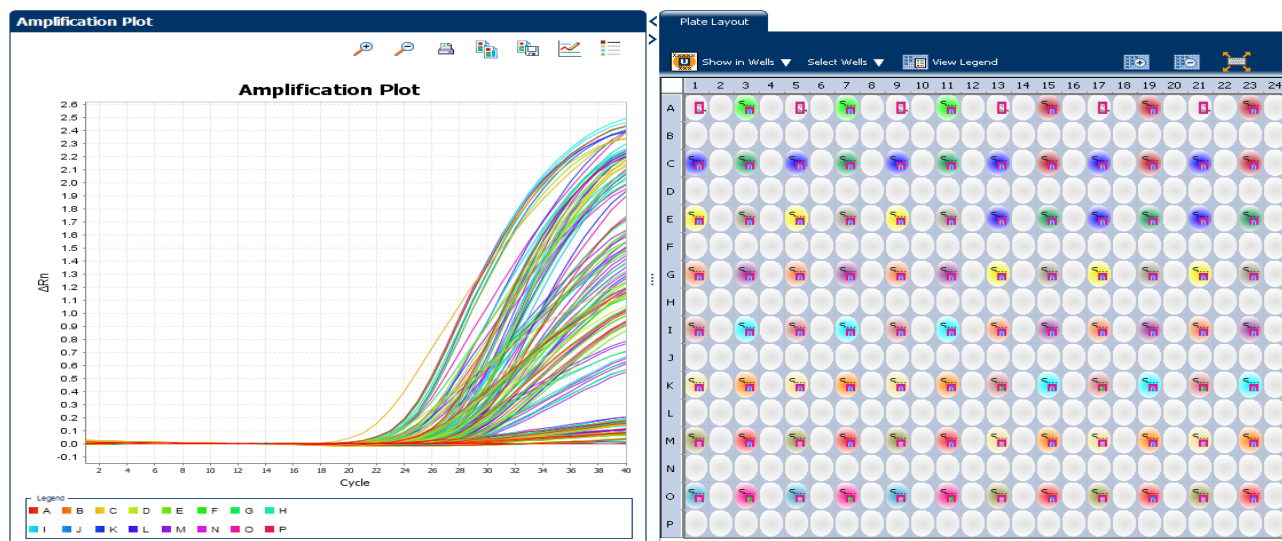 Amplification Plot
Amplification Plot
2.6
2.5
2.4
2.3
2.2
2.1
2.0
1.9
1.8
1.7
1.6
1.5
1.4
1.3
1.2
1.1
1.0
0.9
0.8
0.7
0.6
0.5
0.4
0.3
0.2
0.1
0.0
-0.1
ΔRn
2 4 6 8 10 12 14 16 18 20 22 24 26 28 30 32 34 36 38 40
Cycle
Legend
A B C D E F G H
I J K L M N O P
Plate Layout
Show in Wells ▼ Select Wells ▼ View Legend
1 2 3 4 5 6 7 8 9 10 11 12 13 14 15 16 17 18 19 20 21 22 23 24
A S... S... S... S... S... S...
B
C S... S... S... S... S... S... S... S... S... S... S... S...
D
E S... S... S... S... S... S... S... S... S... S... S... S...
F
G S... S... S... S... S... S... S... S... S... S... S... S...
H
I S... S... S... S... S... S... S... S... S... S... S... S...
J
K S... S... S... S... S... S... S... S... S... S... S... S...
L
M S... S... S... S... S... S... S... S... S... S... S... S...
N
O S... S... S... S... S... S... S... S... S... S... S... S...
P